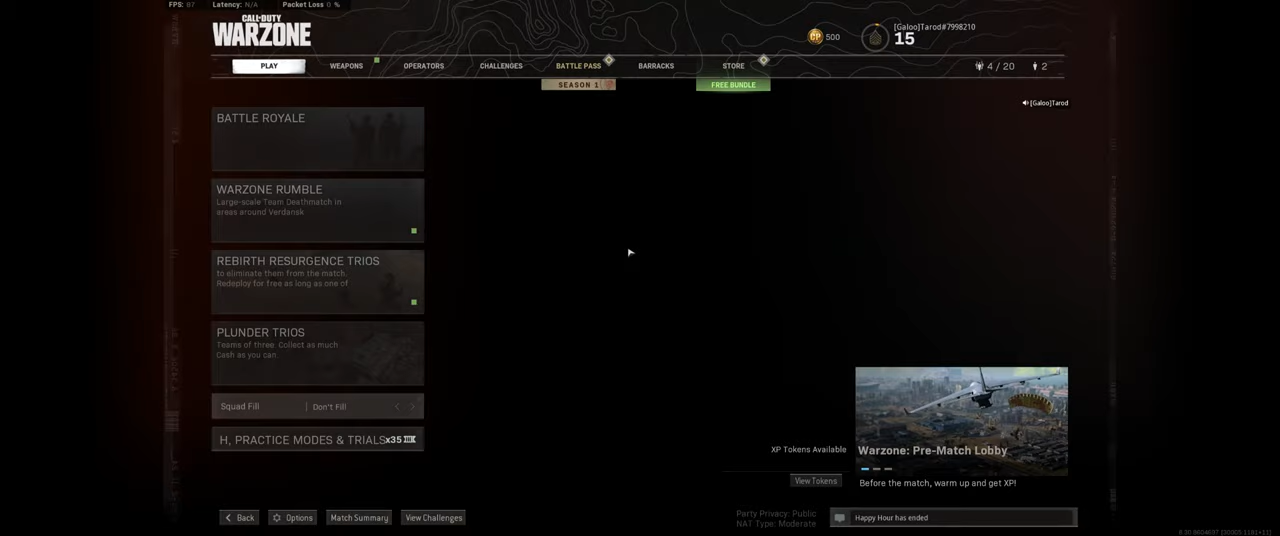 FPS: 87 Latency: N/A Packet Loss 0 %
CALL OF DUTY
WARZONE
500
[Galoo]Tarod#7998210
15
PLAY WEAPONS OPERATORS CHALLENGES BATTLE PASS BARRACKS STORE
4 / 20 2
SEASON 1 FREE BUNDLE
[Galoo]Tarod
BATTLE ROYALE
WARZONE RUMBLE
Large-scale Team Deathmatch in
areas around Verdansk
REBIRTH RESURGENCE TRIOS
to eliminate them from the match.
Redeploy for free as long as one of
PLUNDER TRIOS
Teams of three. Collect as much
Cash as you can.
Squad Fill Don't Fill
H, PRACTICE MODES & TRIALS x35
XP Tokens Available
View Tokens
Warzone: Pre-Match Lobby
Before the match, warm up and get XP!
Back Options Match Summary View Challenges
Party Privacy: Public
NAT Type: Moderate
Happy Hour has ended